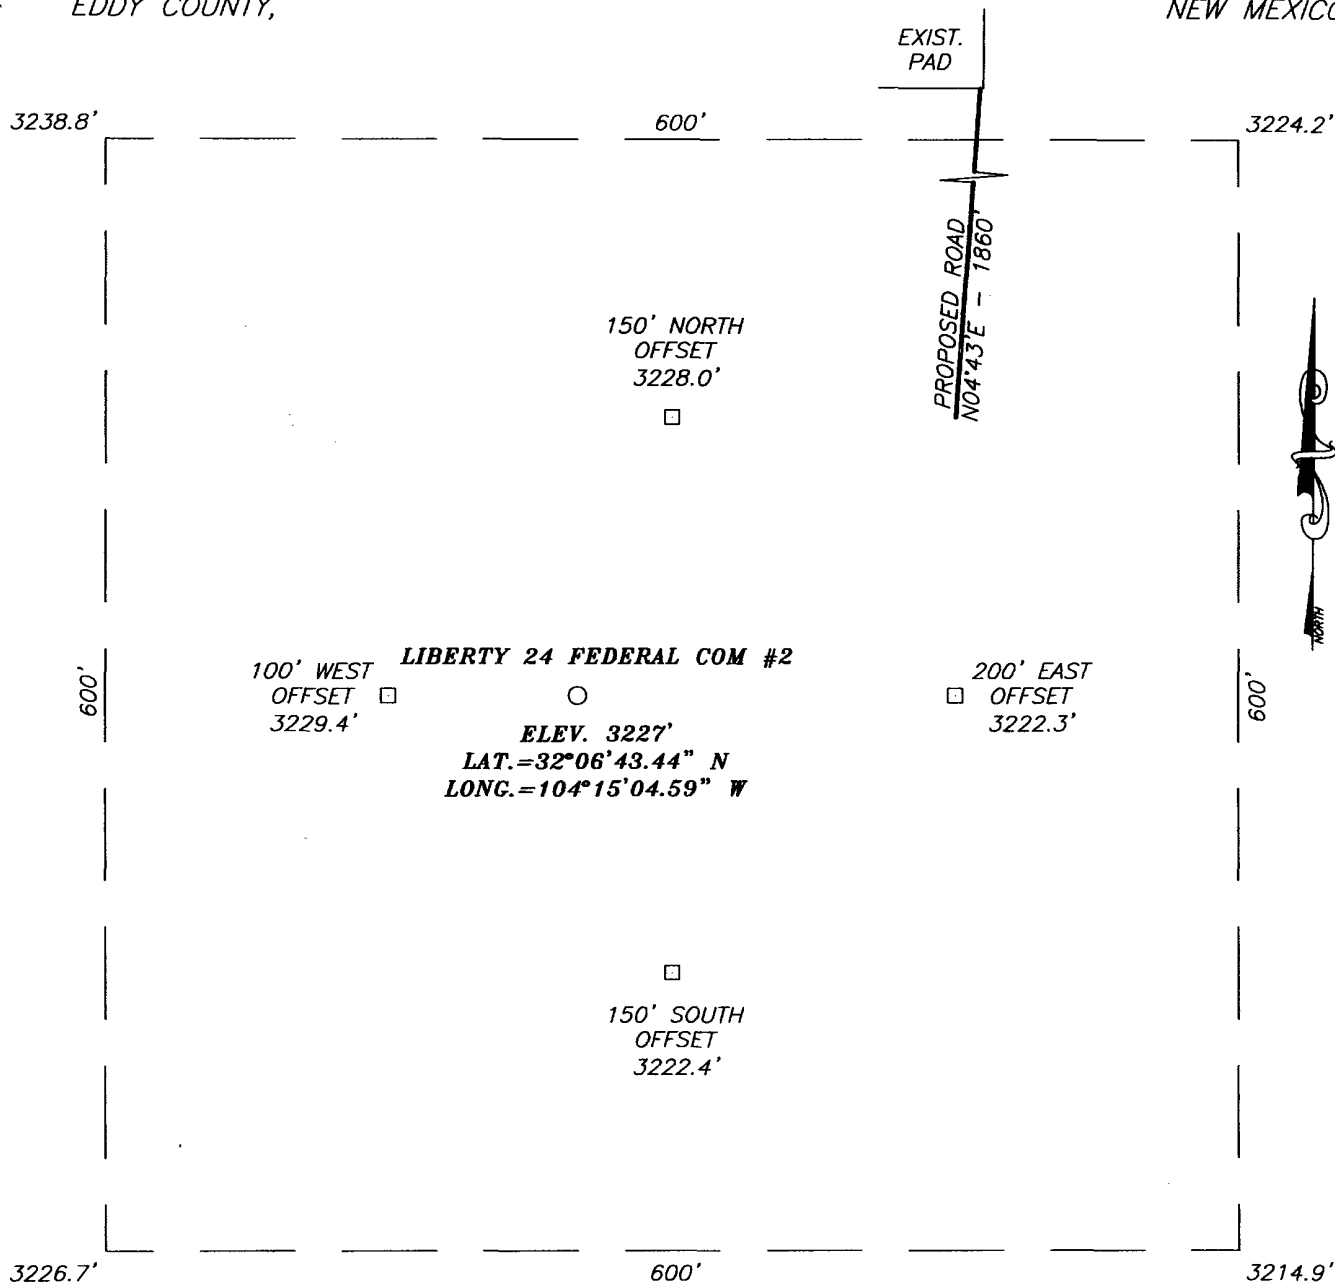 EDDY COUNTY,
NEW MEXICO
EXIST.
PAD
3238.8'
600'
3224.2'
PROPOSED ROAD
N04°43'E - 1860'
150' NORTH
OFFSET
3228.0'
NORTH
600'
100' WEST
OFFSET
3229.4'
LIBERTY 24 FEDERAL COM #2
ELEV. 3227'
LAT.=32°06'43.44" N
LONG.=104°15'04.59" W
200' EAST
OFFSET
3222.3'
600'
150' SOUTH
OFFSET
3222.4'
3226.7'
600'
3214.9'